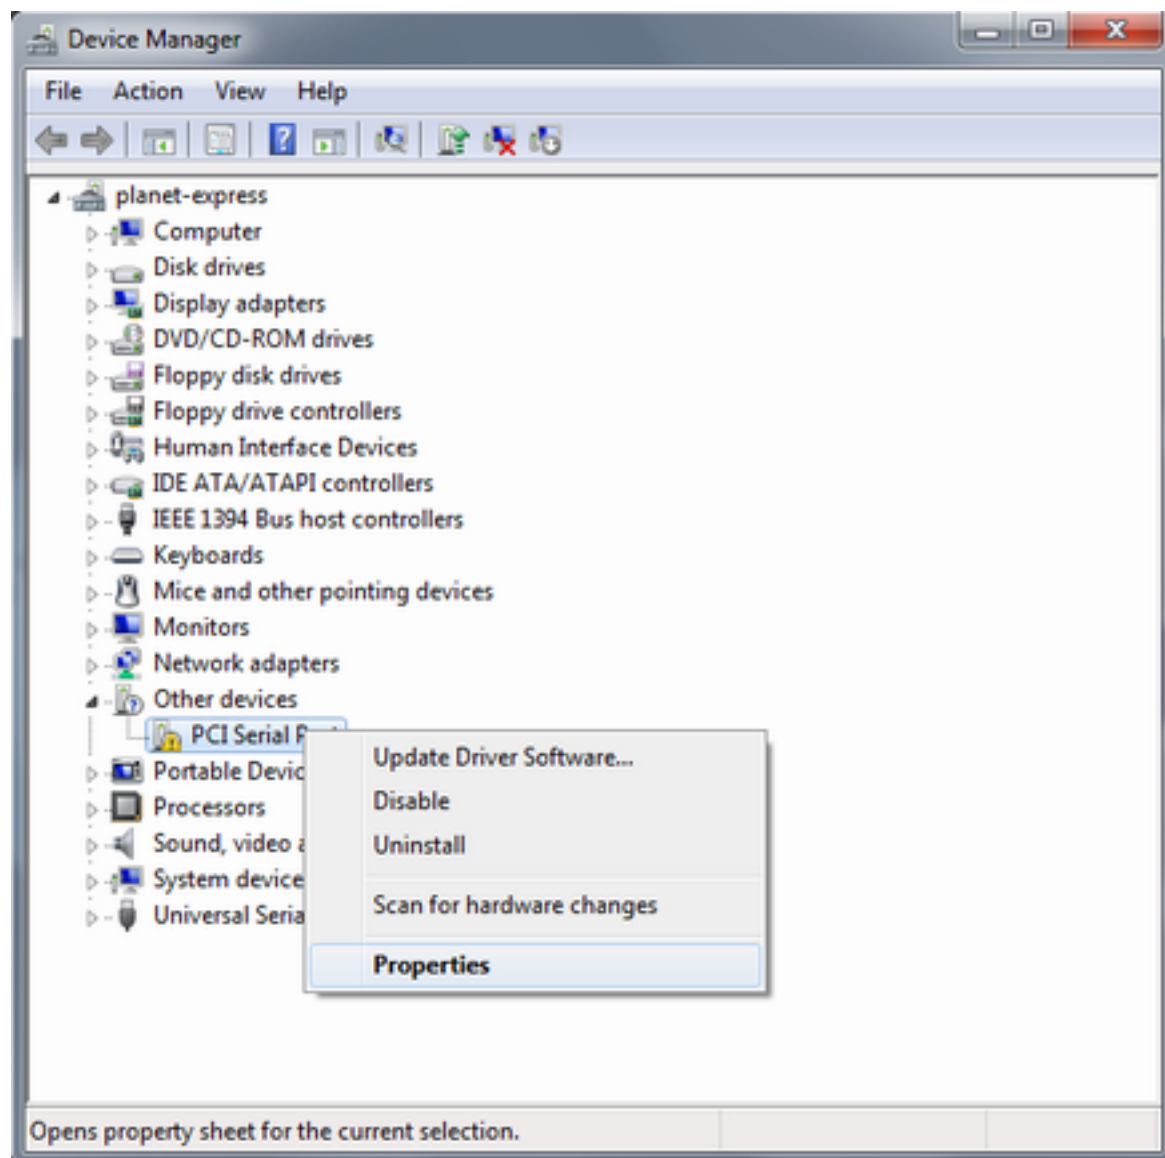 Device Manager
File Action View Help
planet-express
Computer
Disk drives
Display adapters
DVD/CD-ROM drives
Floppy disk drives
Floppy drive controllers
Human Interface Devices
IDE ATA/ATAPI controllers
IEEE 1394 Bus host controllers
Keyboards
Mice and other pointing devices
Monitors
Network adapters
Other devices
PCI Serial
Portable Devic
Processors
Sound, video
System device
Universal Seria
Update Driver Software...
Disable
Uninstall
Scan for hardware changes
Properties
Opens property sheet for the current selection.